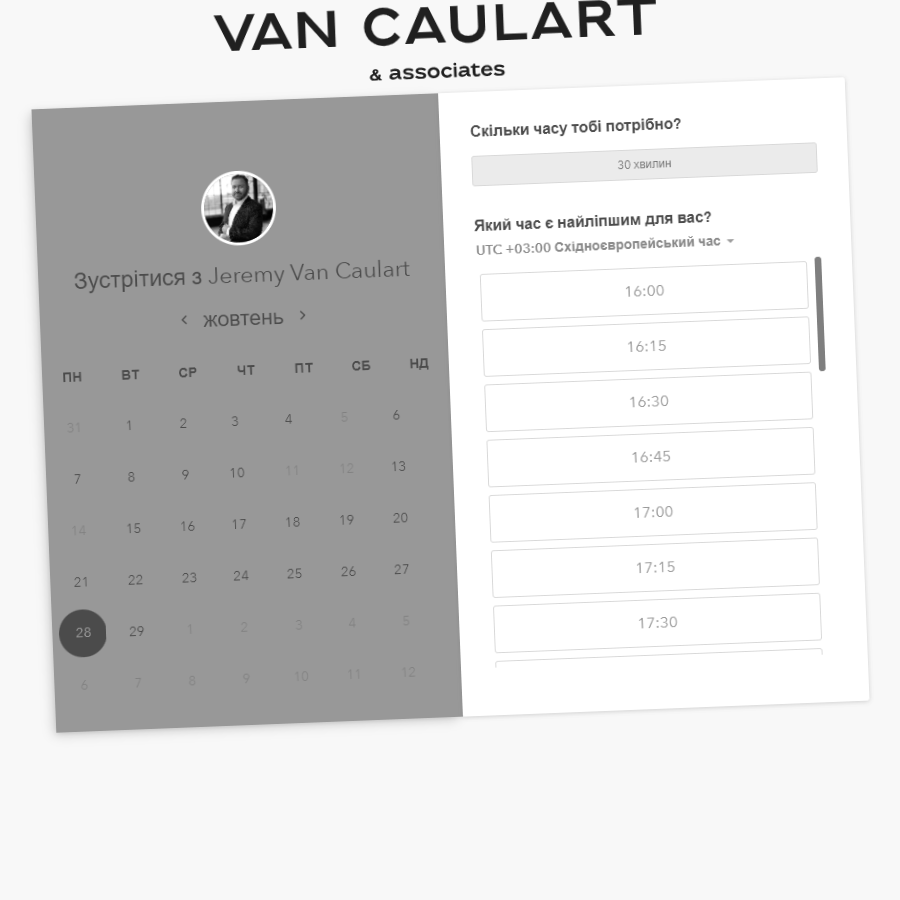 VAN CAULART
& associates
Зустрітися з Jeremy Van Caulart
‹ жовтень ›
ПН ВТ СР ЧТ ПТ СБ НД
31 1 2 3 4 5 6
7 8 9 10 11 12 13
14 15 16 17 18 19 20
21 22 23 24 25 26 27
28 29 1 2 3 4 5
6 7 8 9 10 11 12
Скільки часу тобі потрібно?
30 хвилин
Який час є найліпшим для вас?
UTC +03:00 Східноєвропейський час
16:00
16:15
16:30
16:45
17:00
17:15
17:30